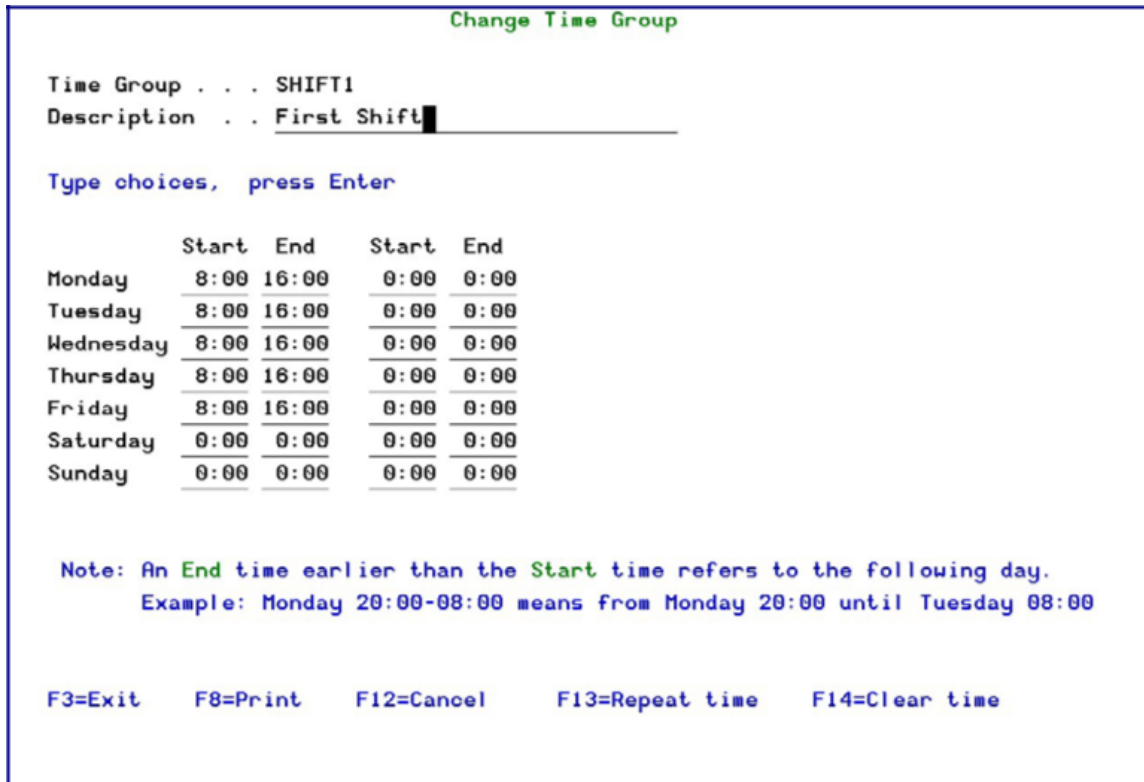 Change Time Group
Time Group . . . SHIFT1
Description . . First Shift
Type choices, press Enter
Start End Start End
Monday 8:00 16:00 0:00 0:00
Tuesday 8:00 16:00 0:00 0:00
Wednesday 8:00 16:00 0:00 0:00
Thursday 8:00 16:00 0:00 0:00
Friday 8:00 16:00 0:00 0:00
Saturday 0:00 0:00 0:00 0:00
Sunday 0:00 0:00 0:00 0:00
Note: An End time earlier than the Start time refers to the following day.
Example: Monday 20:00-08:00 means from Monday 20:00 until Tuesday 08:00
F3=Exit F8=Print F12=Cancel F13=Repeat time F14=Clear time